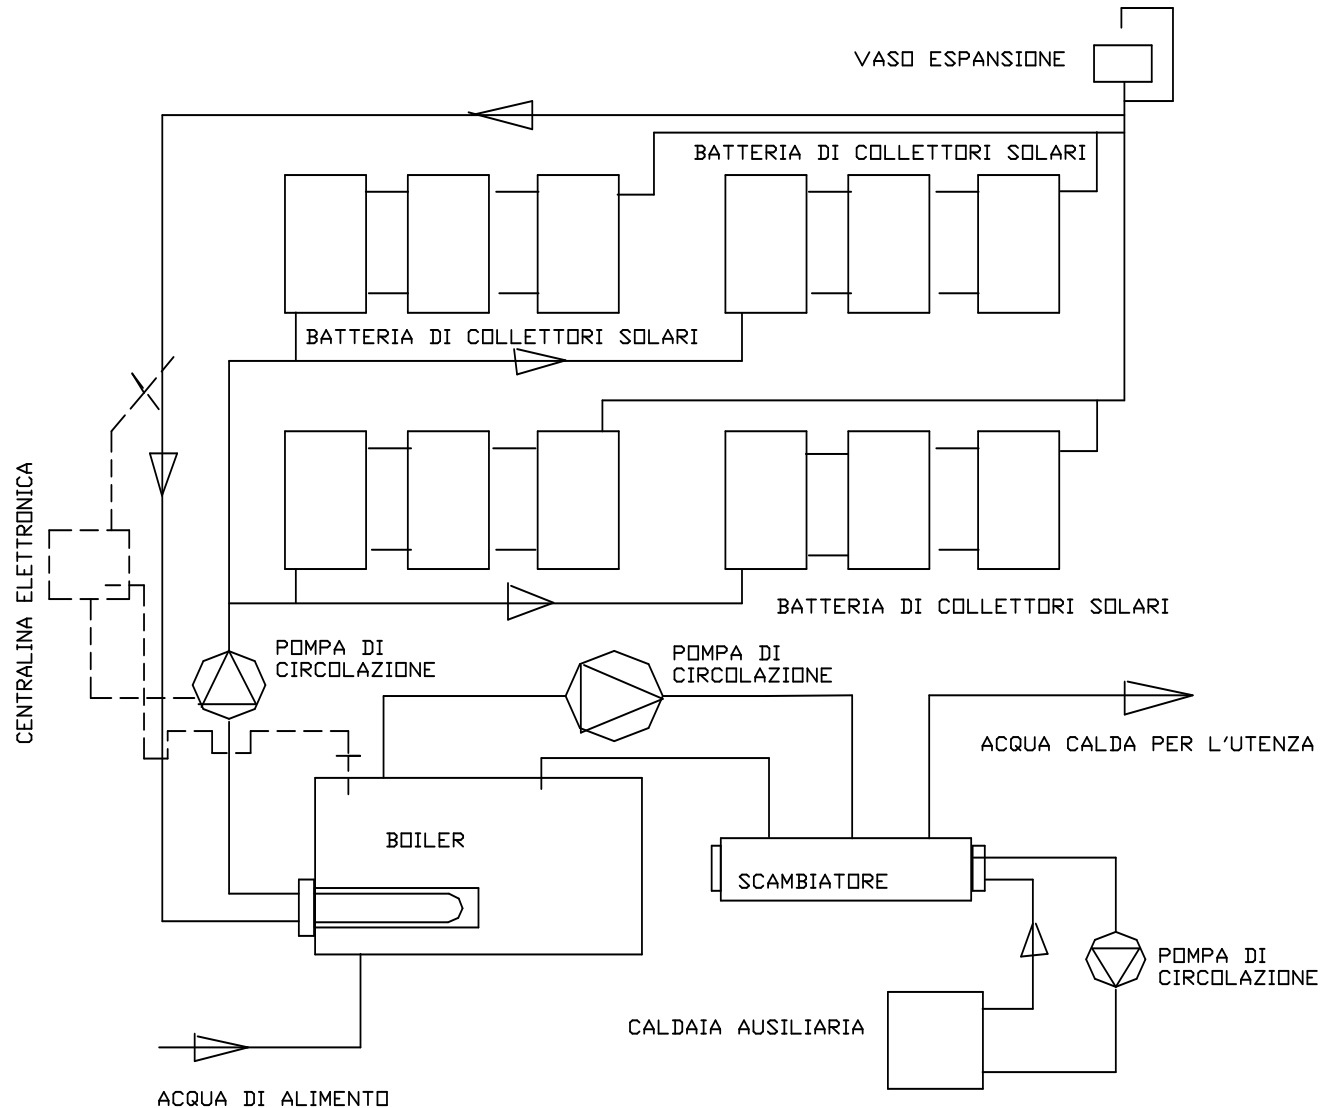 VASO ESPANSIONE
BATTERIA DI COLLETTORI SOLARI
BATTERIA DI COLLETTORI SOLARI
CENTRALINA ELETTRONICA
BATTERIA DI COLLETTORI SOLARI
POMPA DI
CIRCOLAZIONE
POMPA DI
CIRCOLAZIONE
ACQUA CALDA PER L'UTENZA
BOILER
SCAMBIATORE
POMPA DI
CIRCOLAZIONE
CALDAIA AUSILIARIA
ACQUA DI ALIMENTO